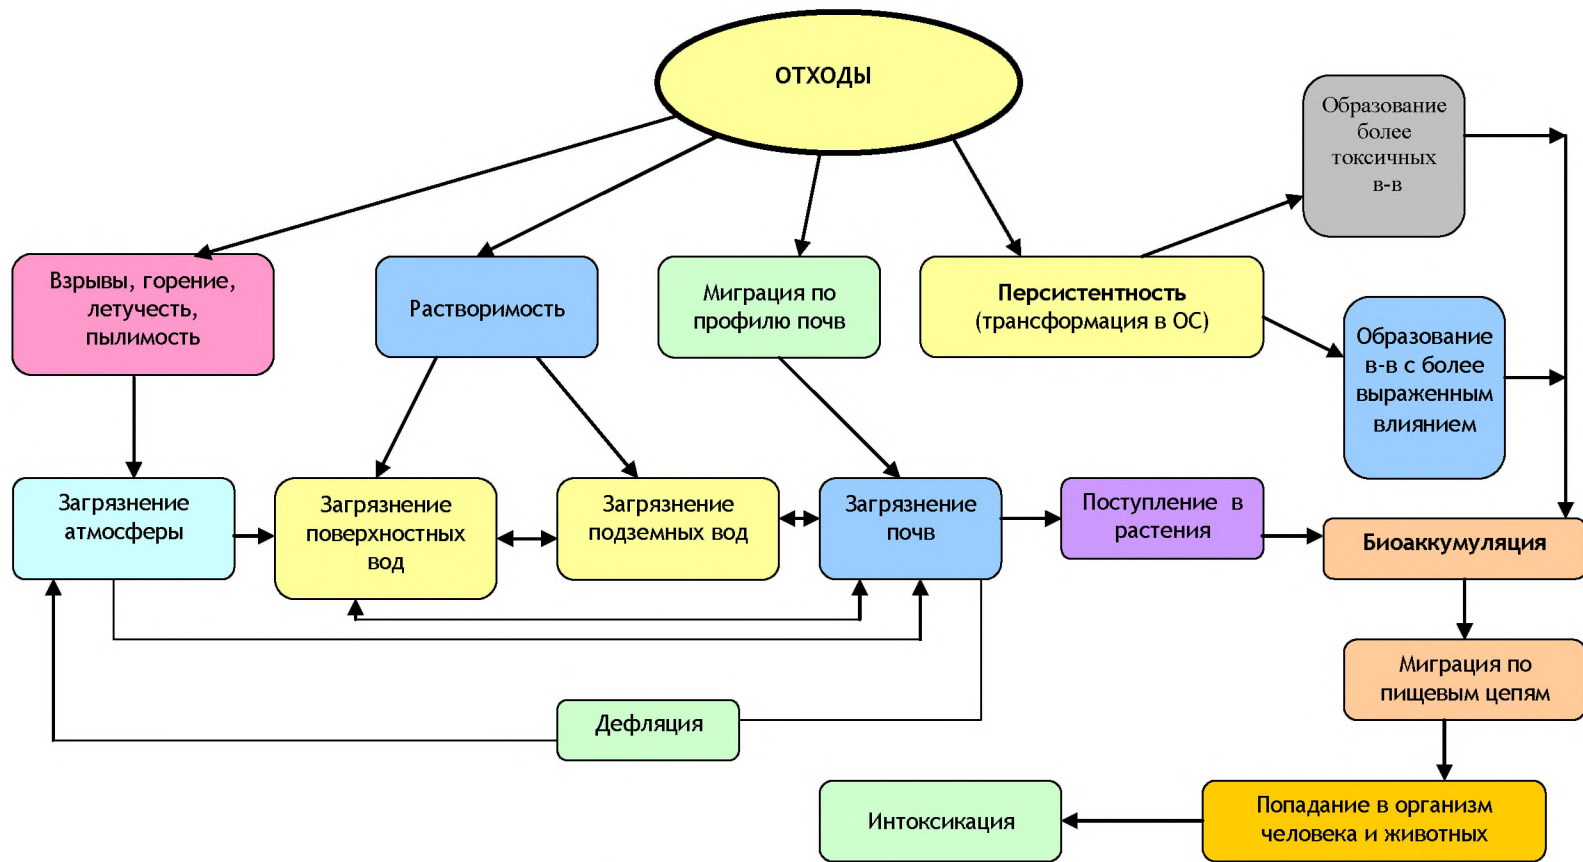 ОТХОДЫ
Образование
более
токсичных
в-в
Взрывы, горение,
летучесть,
пылимость
Растворимость
Миграция по
профилю почв
Персистентность
(трансформация в ОС)
Образование
в-в с более
выраженным
влиянием
Загрязнение
атмосферы
Загрязнение
поверхностных
вод
Загрязнение
подземных вод
Загрязнение
почв
Поступление в
растения
Биоаккумуляция
Миграция по
пищевым цепям
Дефляция
Интоксикация
Попадание в организм
человека и животных